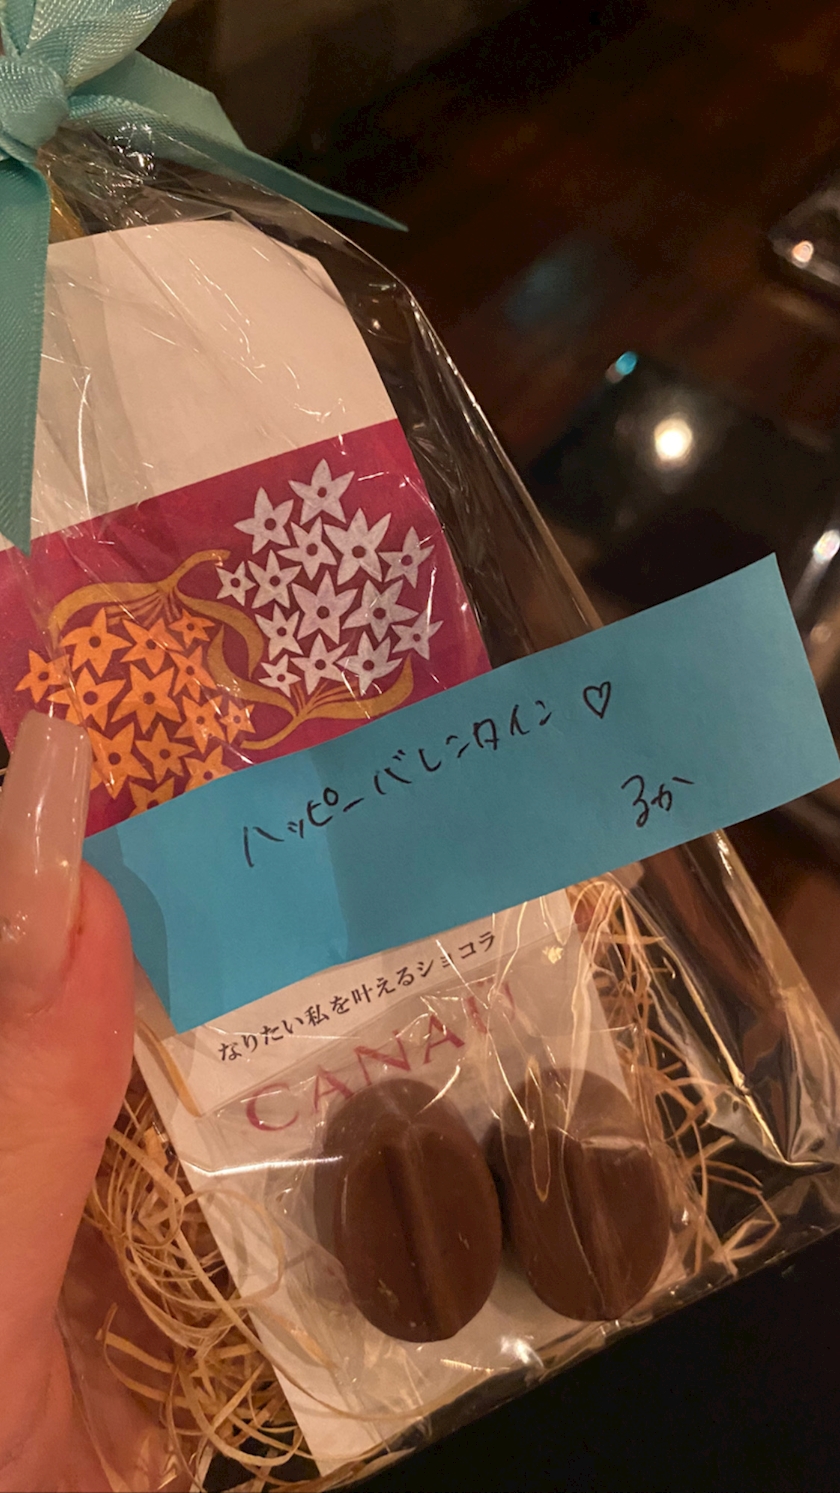 ハッピーバレンタイン♡
るか
なりたい私を叶えるショコラ
CANAU